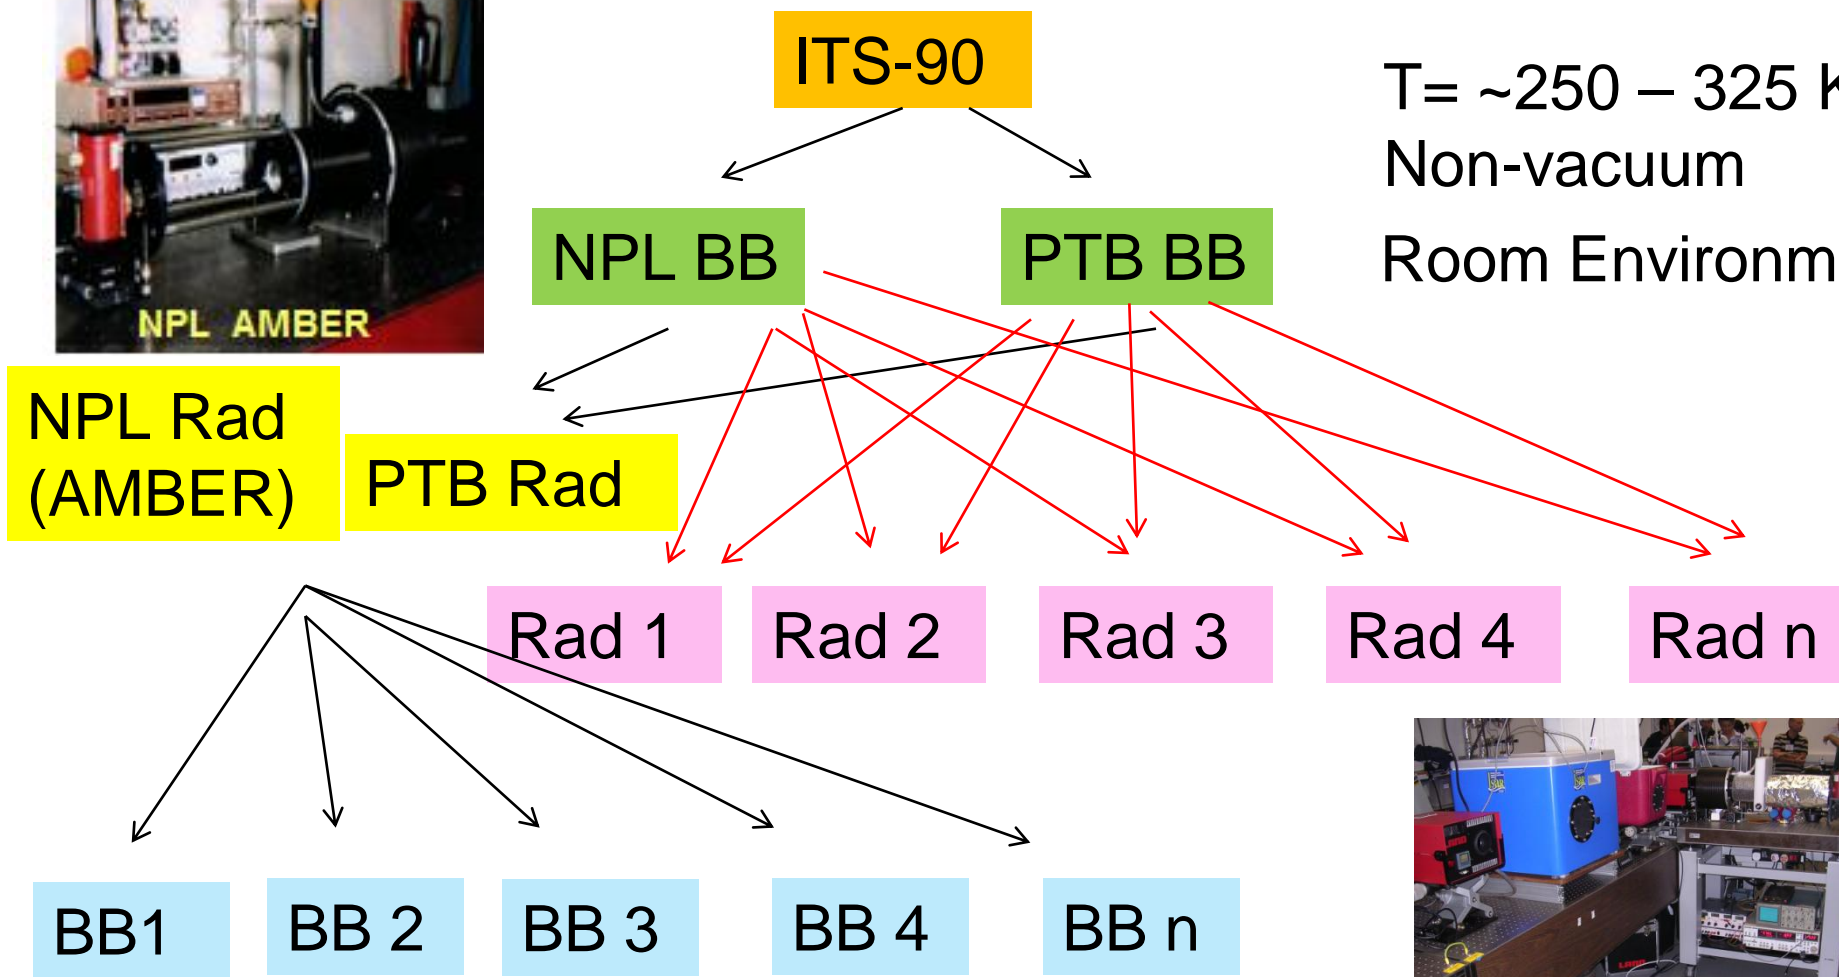 ITS-90
T= ~250 – 325 K
Non-vacuum
Room Environm
NPL AMBER
NPL BB
PTB BB
NPL Rad
(AMBER)
PTB Rad
Rad 1
Rad 2
Rad 3
Rad 4
Rad n
BB1
BB 2
BB 3
BB 4
BB n